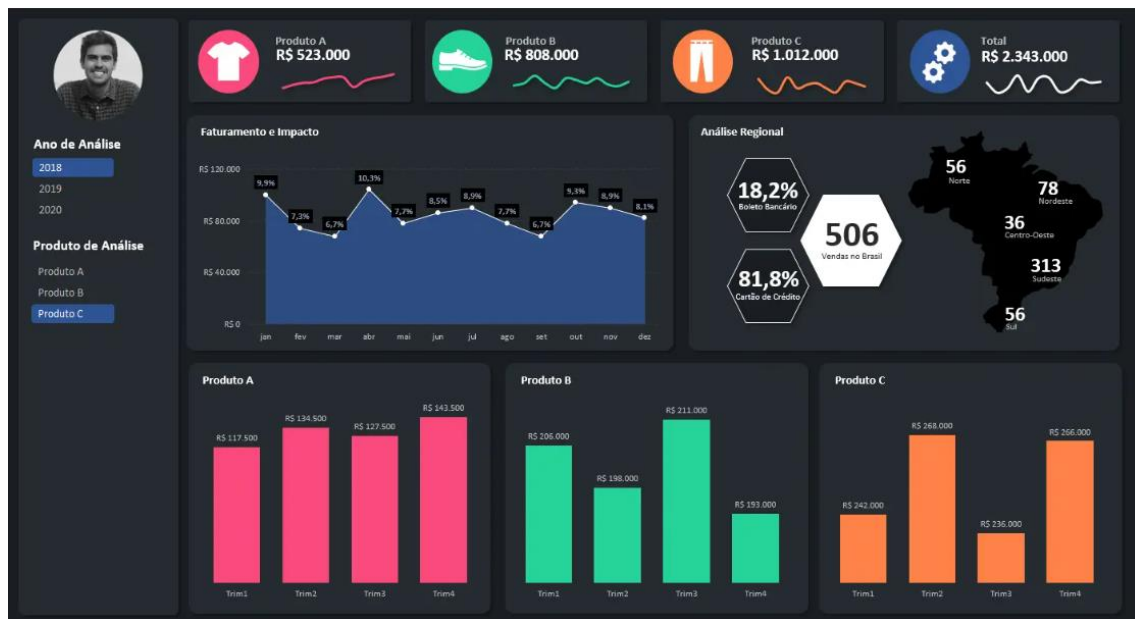 Ano de Análise
2018
2019
2020
Produto de Análise
Produto A
Produto B
Produto C
Produto A
R$ 523.000
Produto B
R$ 808.000
Produto C
R$ 1.012.000
Total
R$ 2.343.000
Faturamento e Impacto
R$ 120.000
R$ 80.000
R$ 40.000
R$ 0
9,9%
7,3%
6,7%
10,3%
7,7%
8,5%
8,9%
7,7%
6,7%
9,3%
8,9%
8,1%
jan fev mar abr mai jun jul ago set out nov dez
Análise Regional
18,2%
Boleto Bancário
81,8%
Cartão de Crédito
506
Vendas no Brasil
56
Norte
78
Nordeste
36
Centro-Oeste
313
Sudeste
56
Sul
Produto A
R$ 117.500
R$ 134.500
R$ 127.500
R$ 143.500
Trim1 Trim2 Trim3 Trim4
Produto B
R$ 206.000
R$ 198.000
R$ 211.000
R$ 193.000
Trim1 Trim2 Trim3 Trim4
Produto C
R$ 242.000
R$ 268.000
R$ 236.000
R$ 266.000
Trim1 Trim2 Trim3 Trim4